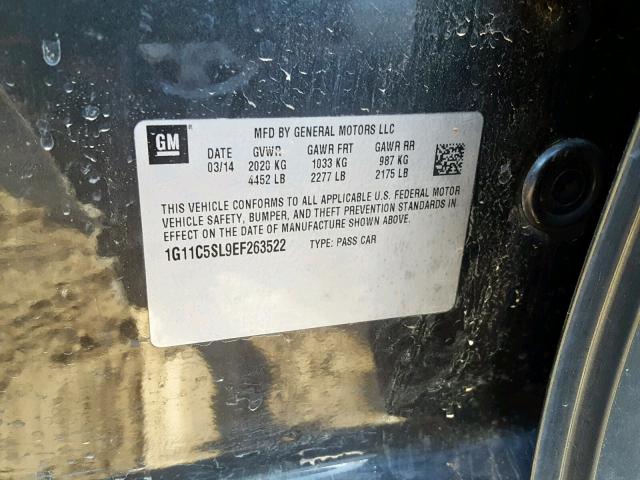 GM
MFD BY GENERAL MOTORS LLC
DATE GVWR GAWR FRT GAWR RR
03/14 2020 KG 1033 KG 987 KG
4452 LB 2277 LB 2175 LB
THIS VEHICLE CONFORMS TO ALL APPLICABLE U.S. FEDERAL MOTOR
VEHICLE SAFETY, BUMPER, AND THEFT PREVENTION STANDARDS IN
EFFECT ON THE DATE OF MANUFACTURE SHOWN ABOVE.
1G11C5SL9EF263522 TYPE: PASS CAR